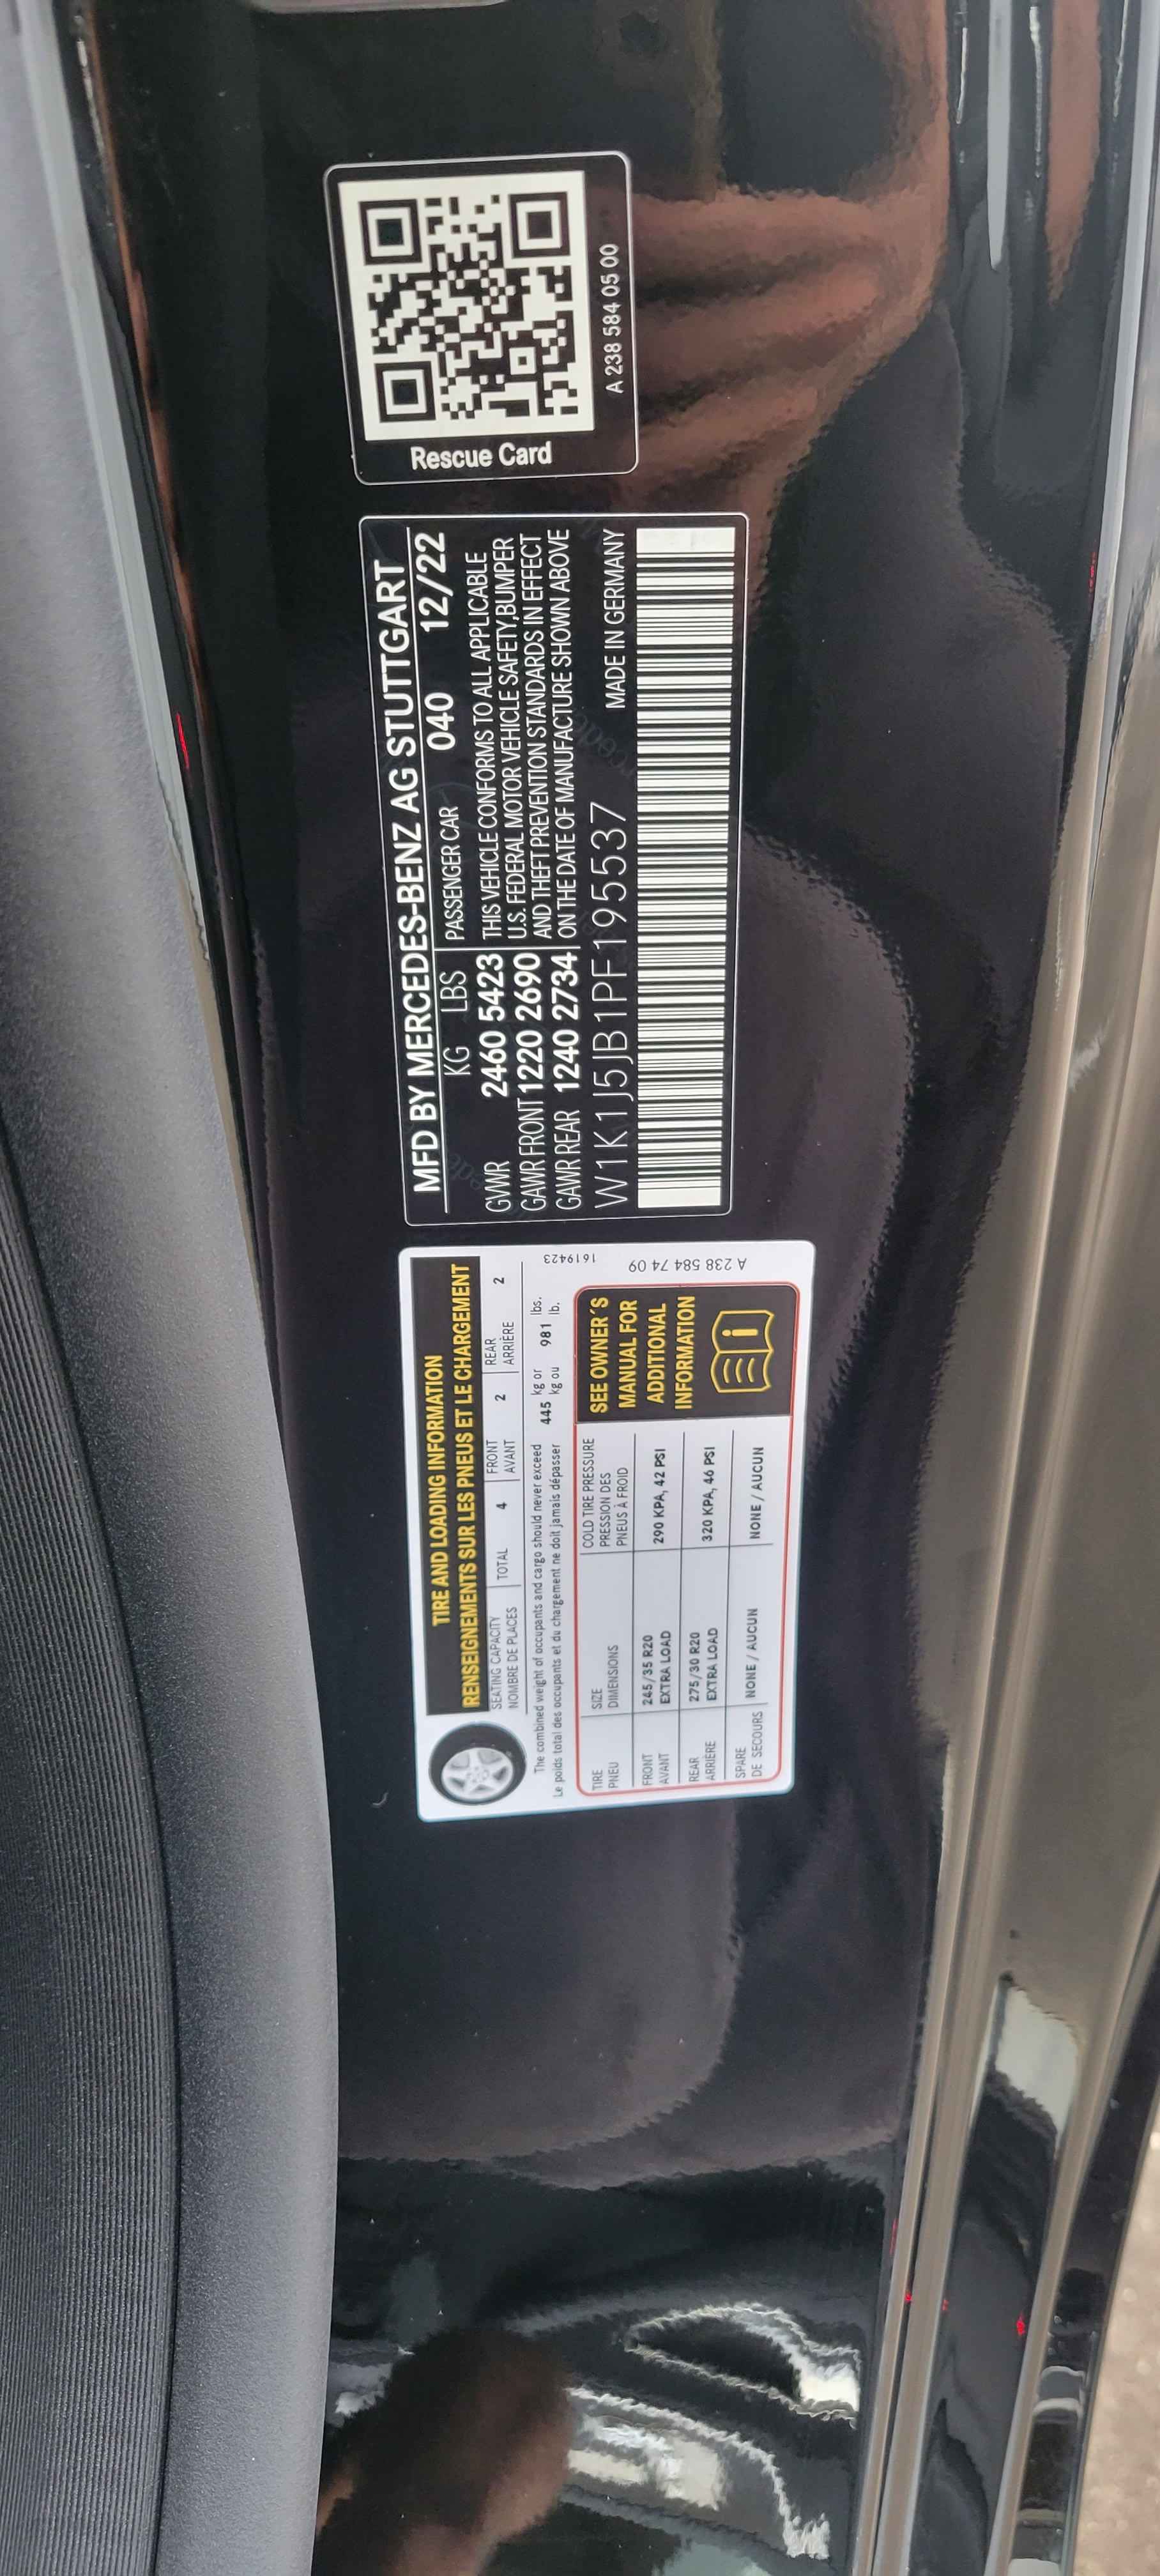 TIRE AND LOADING INFORMATION
RENSEIGNEMENTS SUR LES PNEUS ET LE CHARGEMENT
SEATING CAPACITY TOTAL 4 FRONT 2 REAR 2
NOMBRE DE PLACES AVANT ARRIÈRE
The combined weight of occupants and cargo should never exceed 445 kg or 981 lbs.
Le poids total des occupants et du chargement ne doit jamais dépasser kg ou lb.
TIRE SIZE COLD TIRE PRESSURE
PNEU DIMENSIONS PRESSION DES
PNEUS À FROID
FRONT 245/35 R20 290 KPA, 42 PSI
AVANT EXTRA LOAD
REAR 275/30 R20 320 KPA, 46 PSI
ARRIÈRE EXTRA LOAD
SPARE NONE / AUCUN NONE / AUCUN
DE SECOURS
SEE OWNER'S
MANUAL FOR
ADDITIONAL
INFORMATION
1619423
A 238 584 74 09
MFD BY MERCEDES-BENZ AG STUTTGART
KG LBS PASSENGER CAR 040 12/22
GVWR 2460 5423 THIS VEHICLE CONFORMS TO ALL APPLICABLE
U.S. FEDERAL MOTOR VEHICLE SAFETY,BUMPER
GAWR FRONT 1220 2690 AND THEFT PREVENTION STANDARDS IN EFFECT
GAWR REAR 1240 2734 ON THE DATE OF MANUFACTURE SHOWN ABOVE
W1K1J5JB1PF195537 MADE IN GERMANY
Rescue Card
A 238 584 05 00